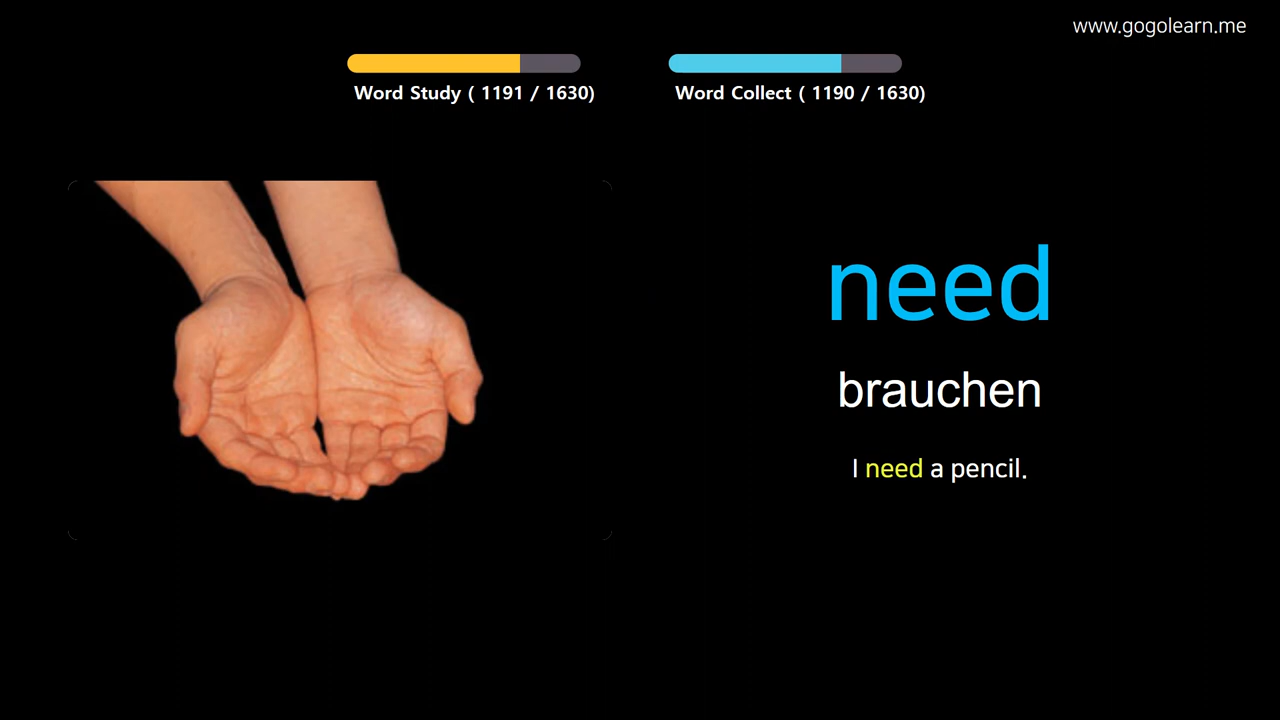 www.gogolearn.me
Word Study ( 1191 / 1630)
Word Collect ( 1190 / 1630)
need
brauchen
I need a pencil.